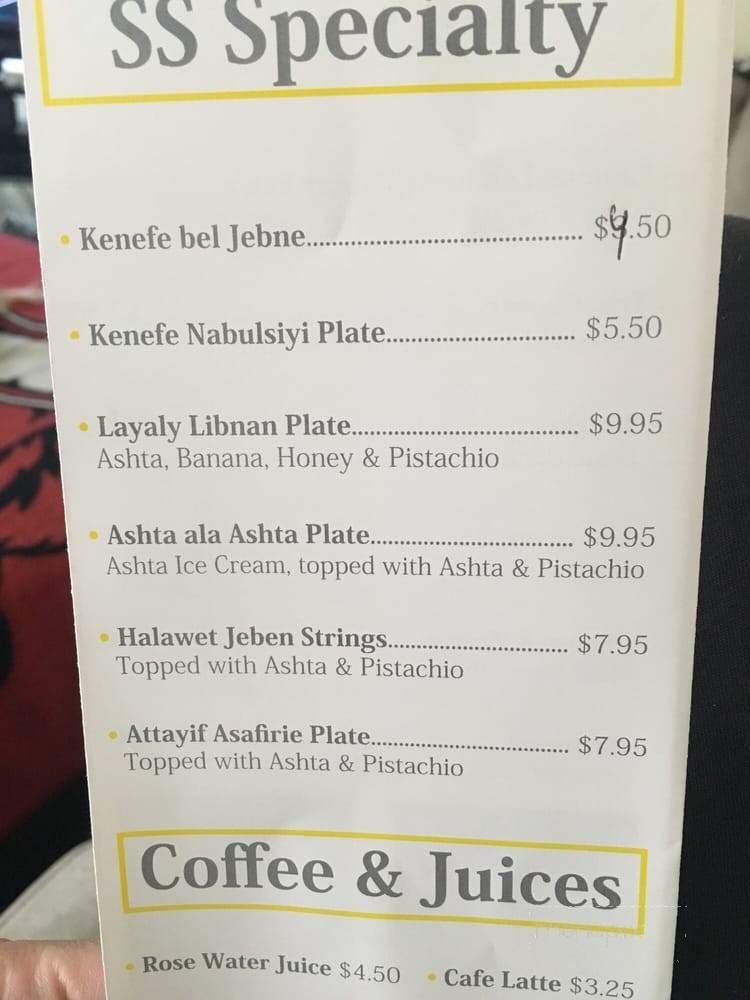 SS Specialty
• Kenefe bel Jebne............................................ $4.50
• Kenefe Nabulsiyi Plate.............................. $5.50
• Layaly Libnan Plate.................................... $9.95
Ashta, Banana, Honey & Pistachio
• Ashta ala Ashta Plate................................ $9.95
Ashta Ice Cream, topped with Ashta & Pistachio
• Halawet Jeben Strings............................. $7.95
Topped with Ashta & Pistachio
• Attayif Asafirie Plate................................ $7.95
Topped with Ashta & Pistachio
Coffee & Juices
• Rose Water Juice $4.50 • Cafe Latte $3.25